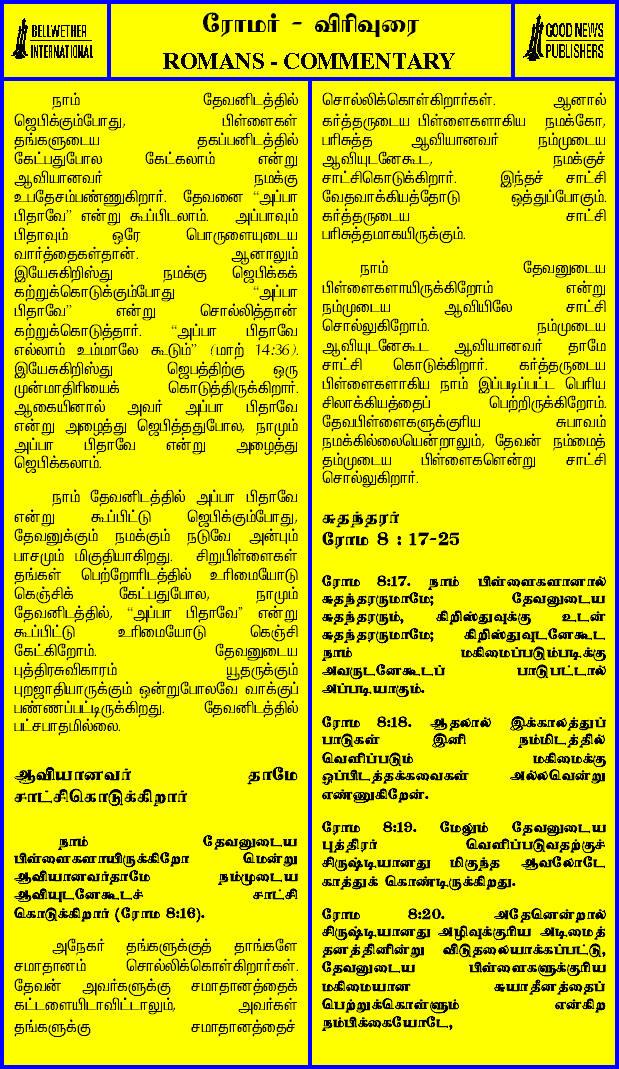 BELLWETHER
INTERNATIONAL
ரோமர் - விரிவுரை
ROMANS - COMMENTARY
GOOD NEWS
PUBLISHERS
நாம் தேவனிடத்தில்
ஜெபிக்கும்போது, பிள்ளைகள்
தங்களுடைய தகப்பனிடத்தில்
கேட்பதுபோல கேட்கலாம் என்று
ஆவியானவர் நமக்கு
உபதேசம்பண்ணுகிறார். தேவனை “அப்பா
பிதாவே” என்று கூப்பிடலாம். அப்பாவும்
பிதாவும் ஒரே பொருளையுடைய
வார்த்தைகள்தான். ஆனாலும்
இயேசுகிறிஸ்து நமக்கு ஜெபிக்கக்
கற்றுக்கொடுக்கும்போது “அப்பா
பிதாவே” என்று சொல்லித்தான்
கற்றுக்கொடுத்தார். “அப்பா பிதாவே
எல்லாம் உம்மாலே கூடும்” (மாற் 14:36).
இயேசுகிறிஸ்து ஜெபத்திற்கு ஒரு
முன்மாதிரியைக் கொடுத்திருக்கிறார்.
ஆகையினால் அவர் அப்பா பிதாவே
என்று அழைத்து ஜெபித்ததுபோல, நாமும்
அப்பா பிதாவே என்று அழைத்து
ஜெபிக்கலாம்.
நாம் தேவனிடத்தில் அப்பா பிதாவே
என்று கூப்பிட்டு ஜெபிக்கும்போது,
தேவனுக்கும் நமக்கும் நடுவே அன்பும்
பாசமும் மிகுதியாகிறது. சிறுபிள்ளைகள்
தங்கள் பெற்றோரிடத்தில் உரிமையோடு
கெஞ்சிக் கேட்பதுபோல, நாமும்
தேவனிடத்தில், “அப்பா பிதாவே” என்று
கூப்பிட்டு உரிமையோடு கெஞ்சி
கேட்கிறோம். தேவனுடைய
புத்திரசுவிகாரம் யூதருக்கும்
புறஜாதியாருக்கும் ஒன்றுபோலவே வாக்குப்
பண்ணப்பட்டிருக்கிறது. தேவனிடத்தில்
பட்சபாதமில்லை.
ஆவியானவர் தாமே
சாட்சிகொடுக்கிறார்
நாம் தேவனுடைய
பிள்ளைகளாயிருக்கிறோ மென்று
ஆவியானவர்தாமே நம்முடைய
ஆவியுடனேகூடச் சாட்சி
கொடுக்கிறார் (ரோம 8:16).
அநேகர் தங்களுக்குத் தாங்களே
சமாதானம் சொல்லிக்கொள்கிறார்கள்.
தேவன் அவர்களுக்கு சமாதானத்தைக்
கட்டளையிடாவிட்டாலும், அவர்கள்
தங்களுக்கு சமாதானத்தைச்
சொல்லிக்கொள்கிறார்கள். ஆனால்
கர்த்தருடைய பிள்ளைகளாகிய நமக்கோ,
பரிசுத்த ஆவியானவர் நம்முடைய
ஆவியுடனேகூட, நமக்குச்
சாட்சிகொடுக்கிறார். இந்தச் சாட்சி
வேதவாக்கியத்தோடு ஒத்துப்போகும்.
கர்த்தருடைய சாட்சி
பரிசுத்தமாகயிருக்கும்.
நாம் தேவனுடைய
பிள்ளைகளாயிருக்கிறோம் என்று
நம்முடைய ஆவியிலே சாட்சி
சொல்லுகிறோம். நம்முடைய
ஆவியுடனேகூட ஆவியானவர் தாமே
சாட்சி கொடுக்கிறார். கர்த்தருடைய
பிள்ளைகளாகிய நாம் இப்படிப்பட்ட பெரிய
சிலாக்கியத்தைப் பெற்றிருக்கிறோம்.
தேவபிள்ளைகளுக்குரிய சுபாவம்
நமக்கில்லையென்றாலும், தேவன் நம்மைத்
தம்முடைய பிள்ளைகளென்று சாட்சி
சொல்லுகிறார்.
சுதந்தரர்
ரோம 8 : 17-25
ரோம 8:17. நாம் பிள்ளைகளானால்
சுதந்தரருமாமே; தேவனுடைய
சுதந்தரரும், கிறிஸ்துவுக்கு உடன்
சுதந்தரருமாமே; கிறிஸ்துவுடனேகூட
நாம் மகிமைப்படும்படிக்கு
அவருடனேகூடப் பாடுபட்டால்
அப்படியாகும்.
ரோம 8:18. ஆதலால் இக்காலத்துப்
பாடுகள் இனி நம்மிடத்தில்
வெளிப்படும் மகிமைக்கு
ஒப்பிடத்தக்கவைகள் அல்லவென்று
எண்ணுகிறேன்.
ரோம 8:19. மேலும் தேவனுடைய
புத்திரர் வெளிப்படுவதற்குச்
சிருஷ்டியானது மிகுந்த ஆவலோடே
காத்துக் கொண்டிருக்கிறது.
ரோம 8:20. அதேனென்றால்
சிருஷ்டியானது அழிவுக்குரிய அடிமைத்
தனத்தினின்று விடுதலையாக்கப்பட்டு,
தேவனுடைய பிள்ளைகளுக்குரிய
மகிமையான சுயாதீனத்தைப்
பெற்றுக்கொள்ளும் என்கிற
நம்பிக்கையோடே,